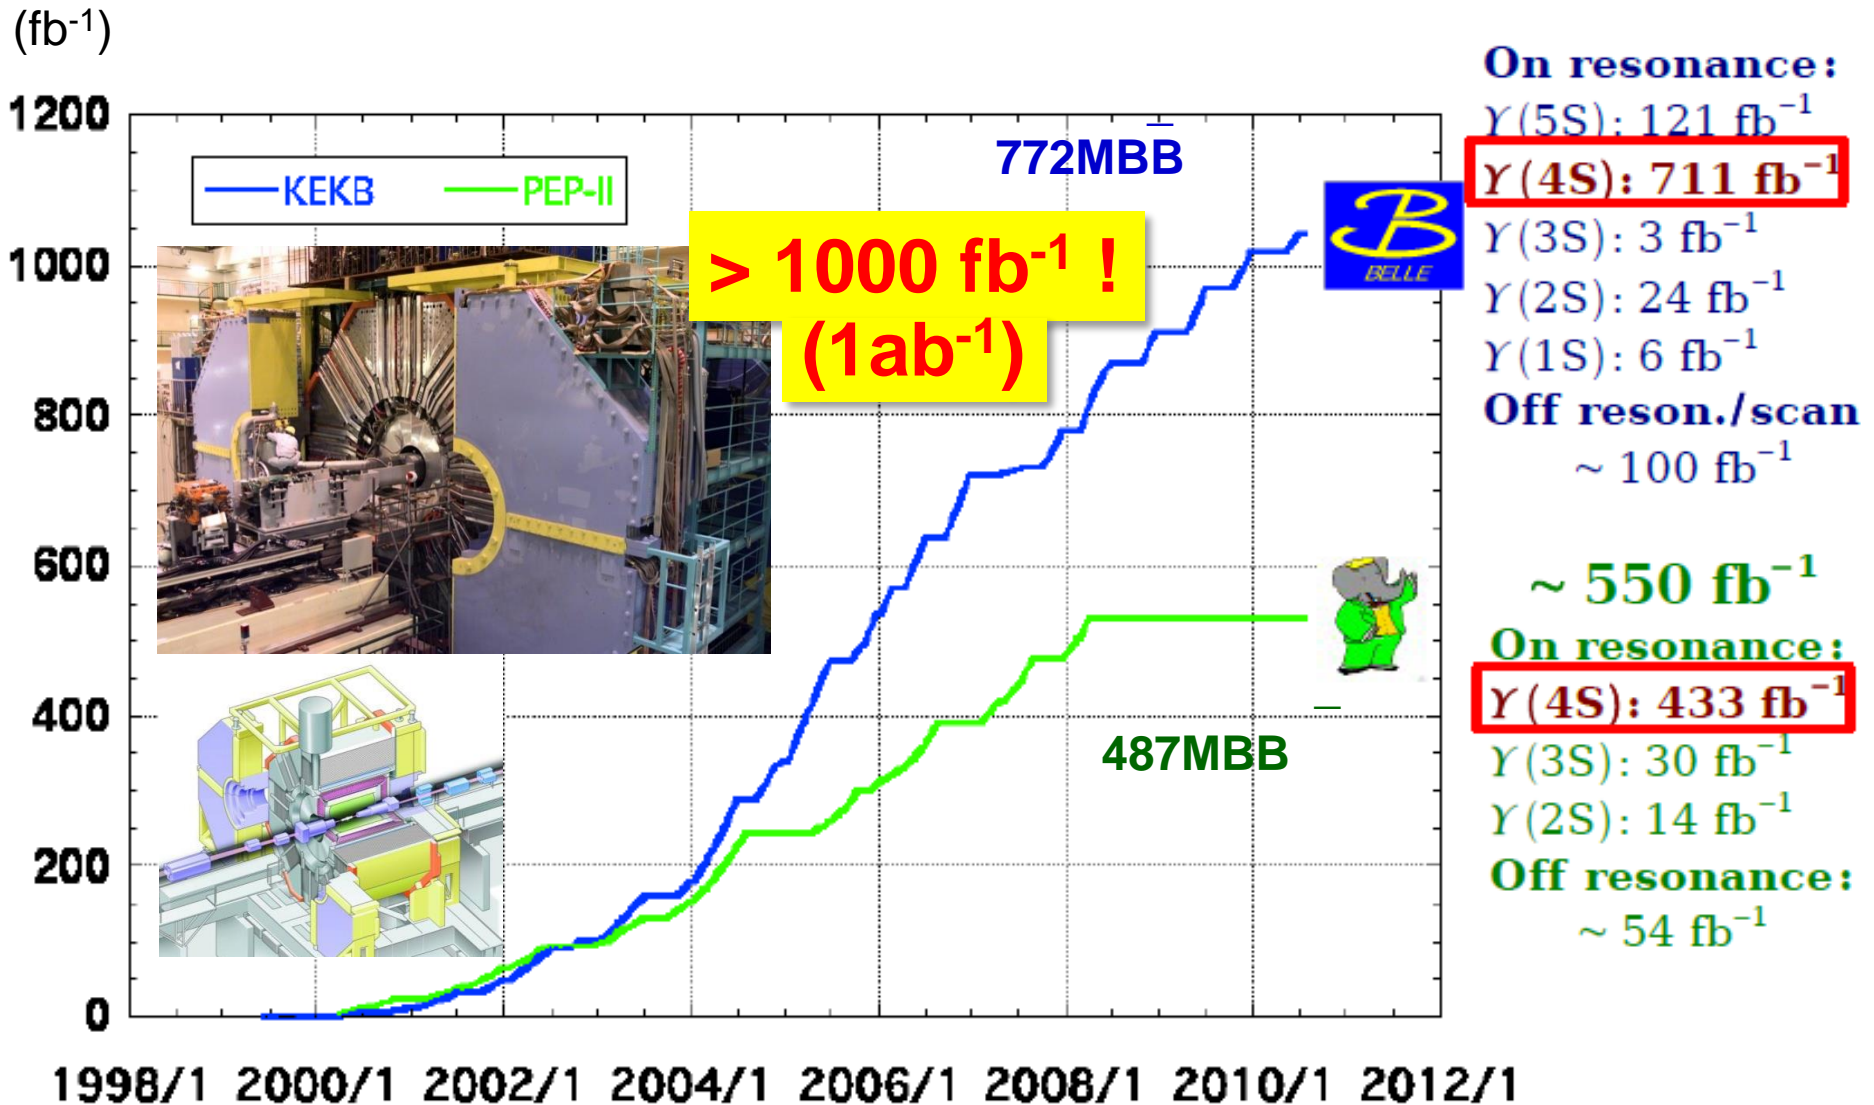 (fb⁻¹)
1200
1000
800
600
400
200
0
1998/1 2000/1 2002/1 2004/1 2006/1 2008/1 2010/1 2012/1
KEKB PEP-II
772MBB̅
> 1000 fb⁻¹ !
(1ab⁻¹)
B
BELLE
487MBB̅
On resonance:
ϒ(5S): 121 fb⁻¹
ϒ(4S): 711 fb⁻¹
ϒ(3S): 3 fb⁻¹
ϒ(2S): 24 fb⁻¹
ϒ(1S): 6 fb⁻¹
Off reson./scan
~ 100 fb⁻¹
~ 550 fb⁻¹
On resonance:
ϒ(4S): 433 fb⁻¹
ϒ(3S): 30 fb⁻¹
ϒ(2S): 14 fb⁻¹
Off resonance:
~ 54 fb⁻¹